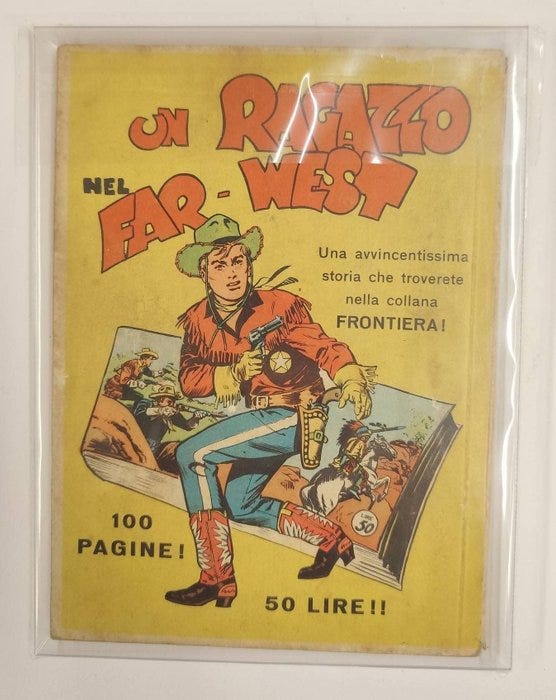 UN RAGAZZO
NEL
FAR-WEST
Una avvincentissima
storia che troverete
nella collana
FRONTIERA!
LIRE
50
100
PAGINE!
50 LIRE!!